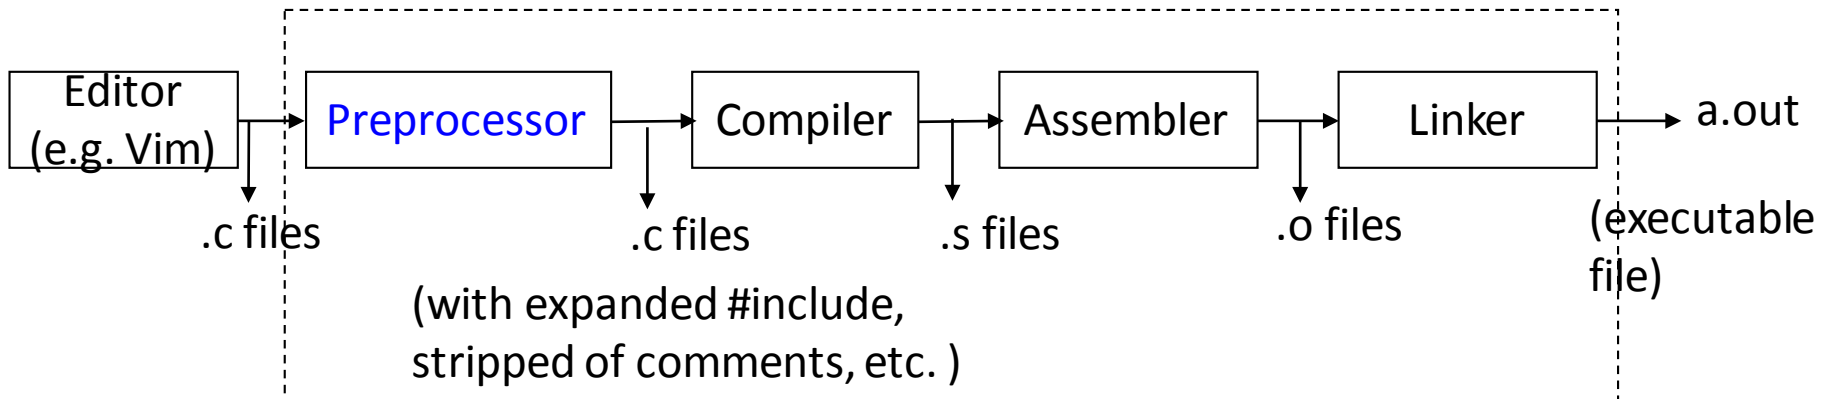 Editor
(e.g. Vim)
Preprocessor
Compiler
Assembler
Linker
a.out
.c files
.c files
.s files
.o files
(executable
file)
(with expanded #include,
stripped of comments, etc. )